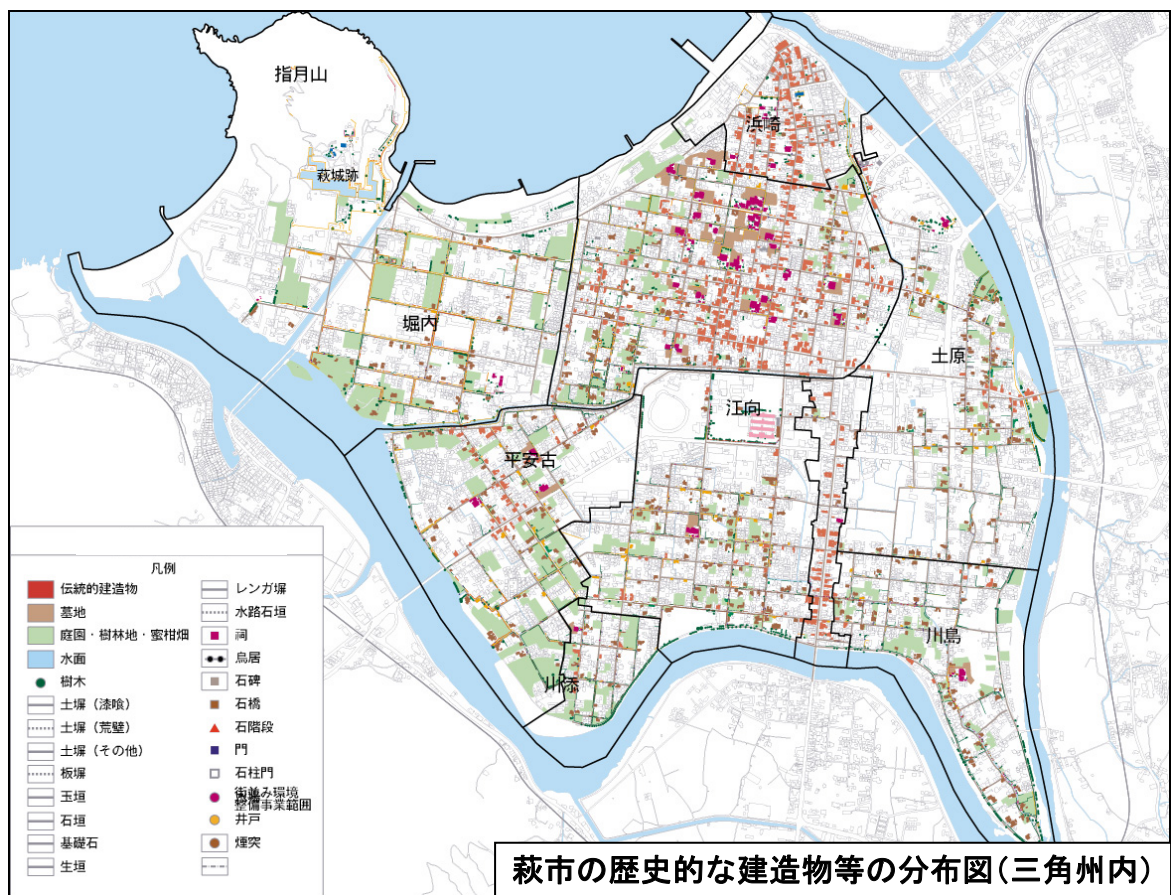 指月山
浜崎
萩城跡
堀内
土原
江向
平安古
川島
川添
凡例
伝統的建造物
墓地
庭園・樹林地・蜜柑畑
水面
樹木
土塀（漆喰）
土塀（荒壁）
土塀（その他）
板塀
玉垣
石垣
基礎石
生垣
レンガ塀
水路石垣
祠
鳥居
石碑
石橋
石階段
門
石柱門
街並み環境
整備事業範囲
井戸
煙突
萩市の歴史的な建造物等の分布図（三角州内）